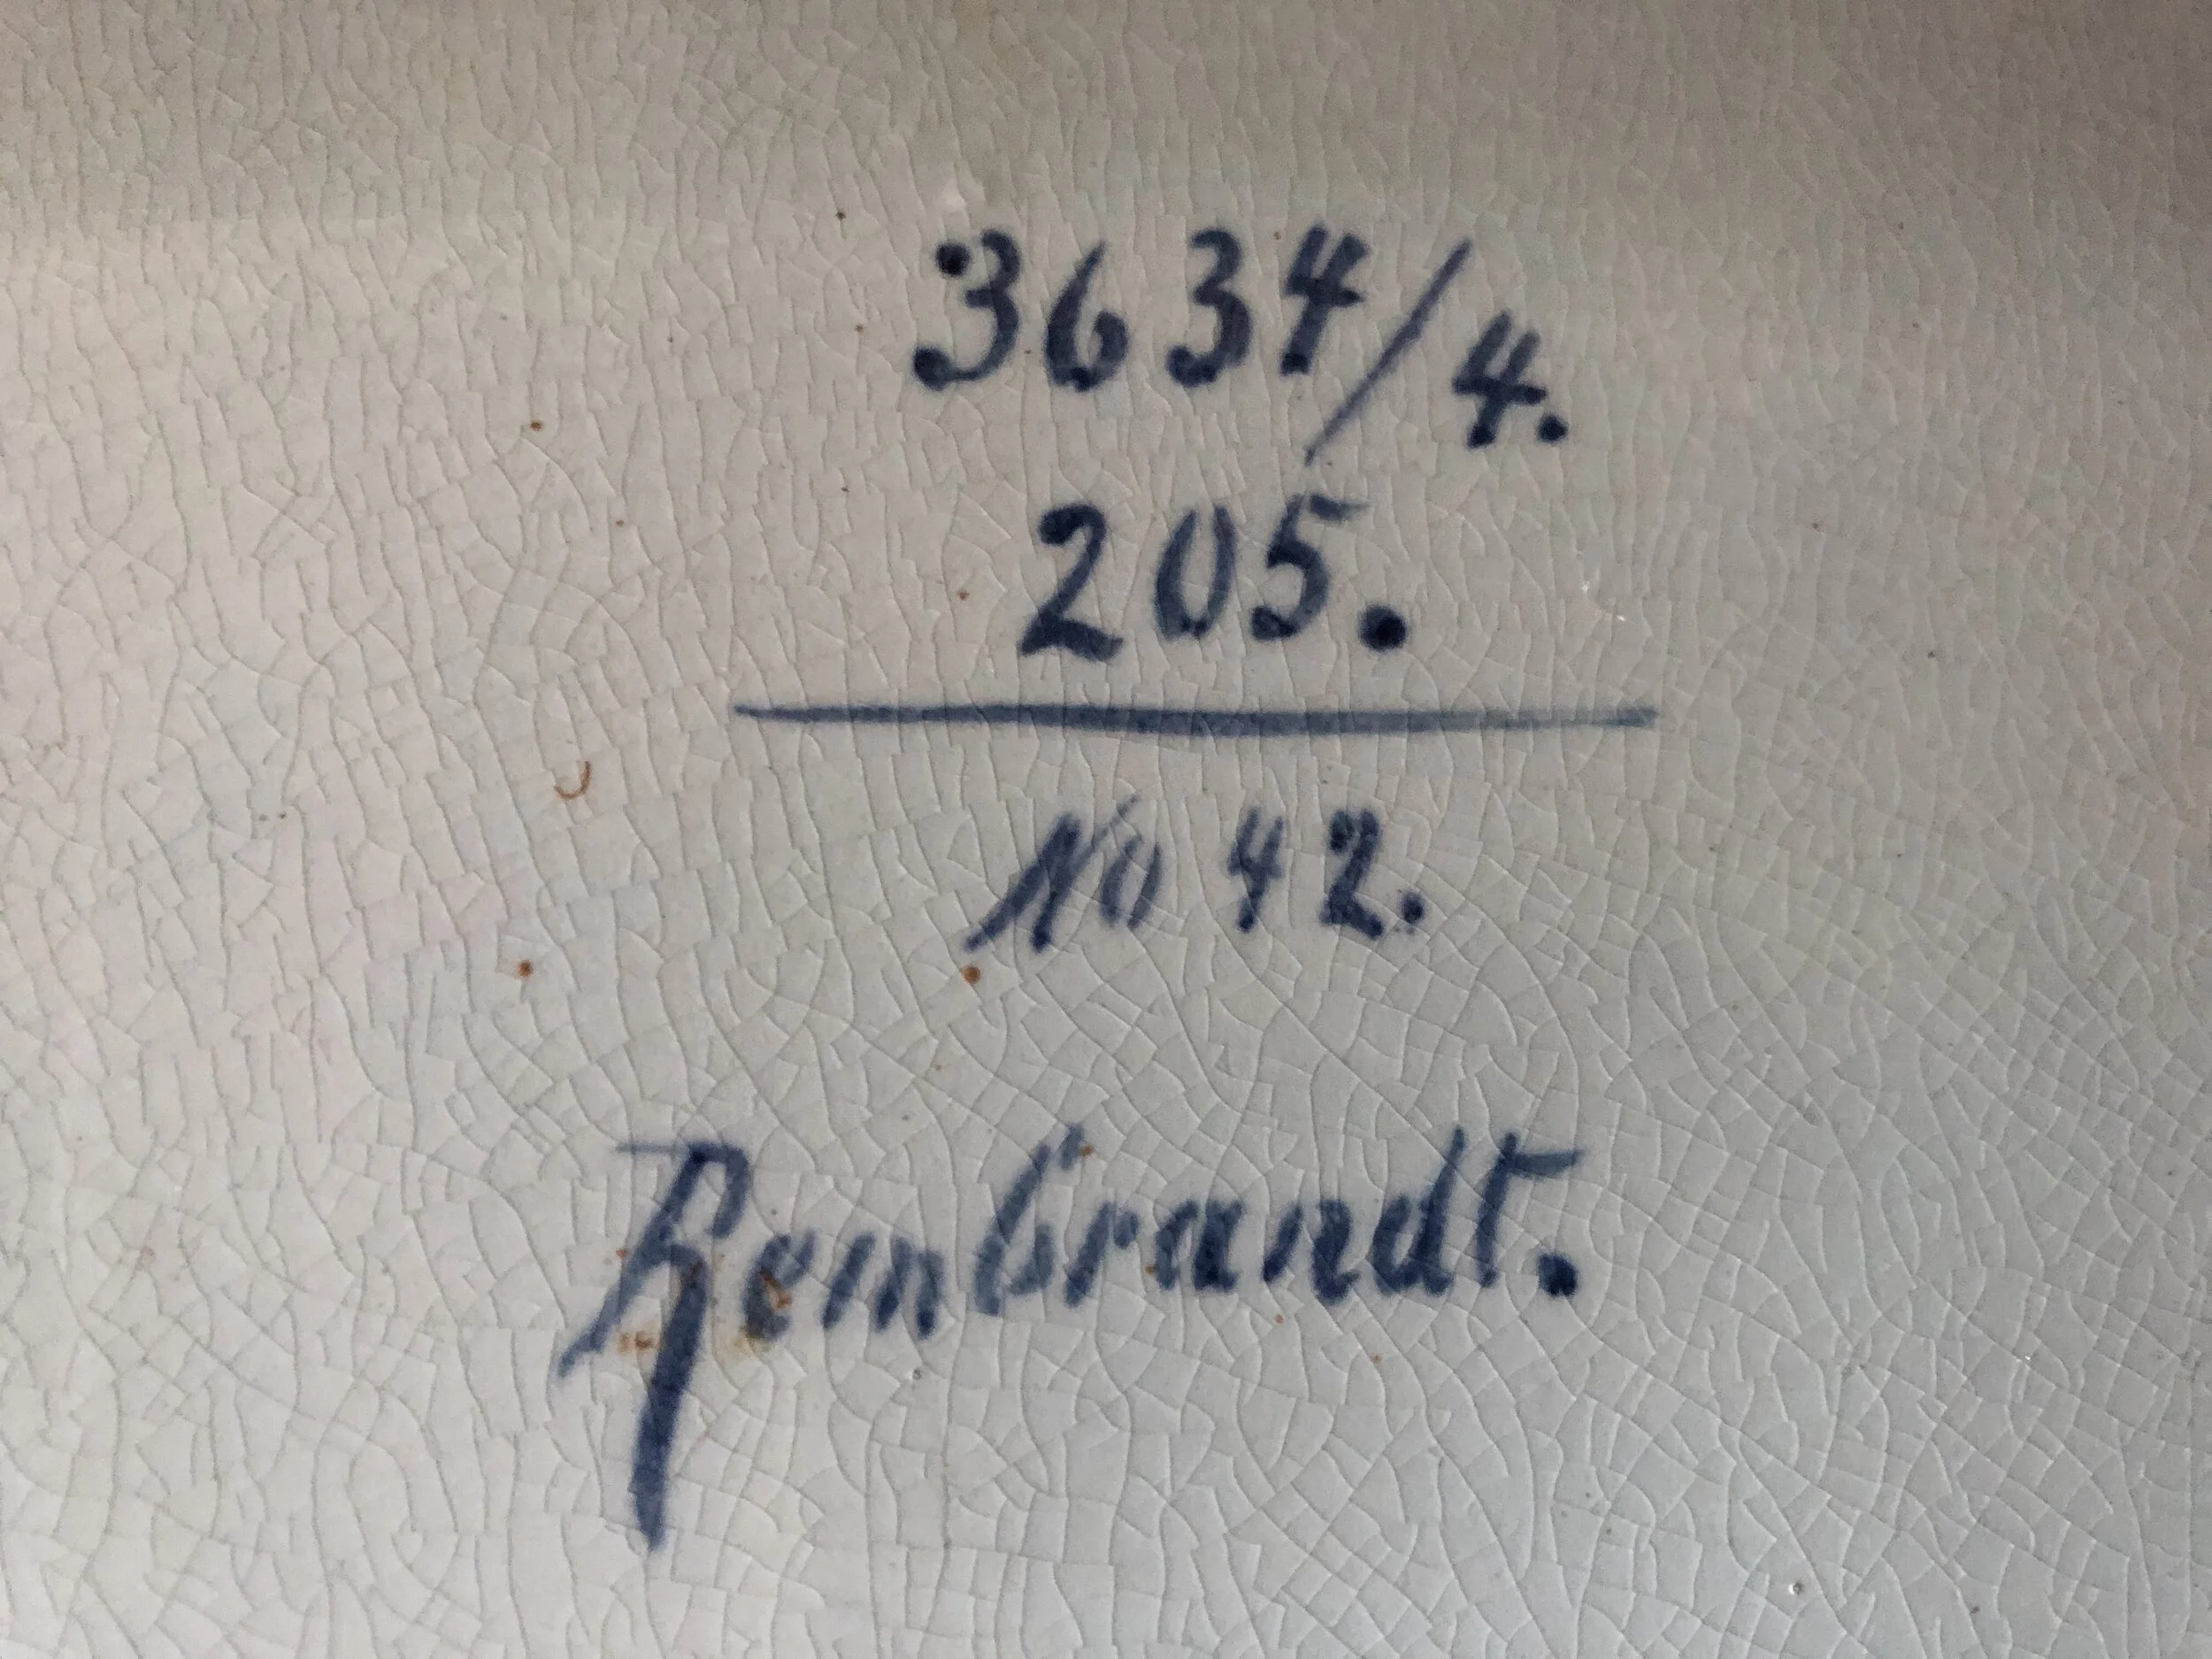 3634/4.
205.
No 42.
Rembrandt.